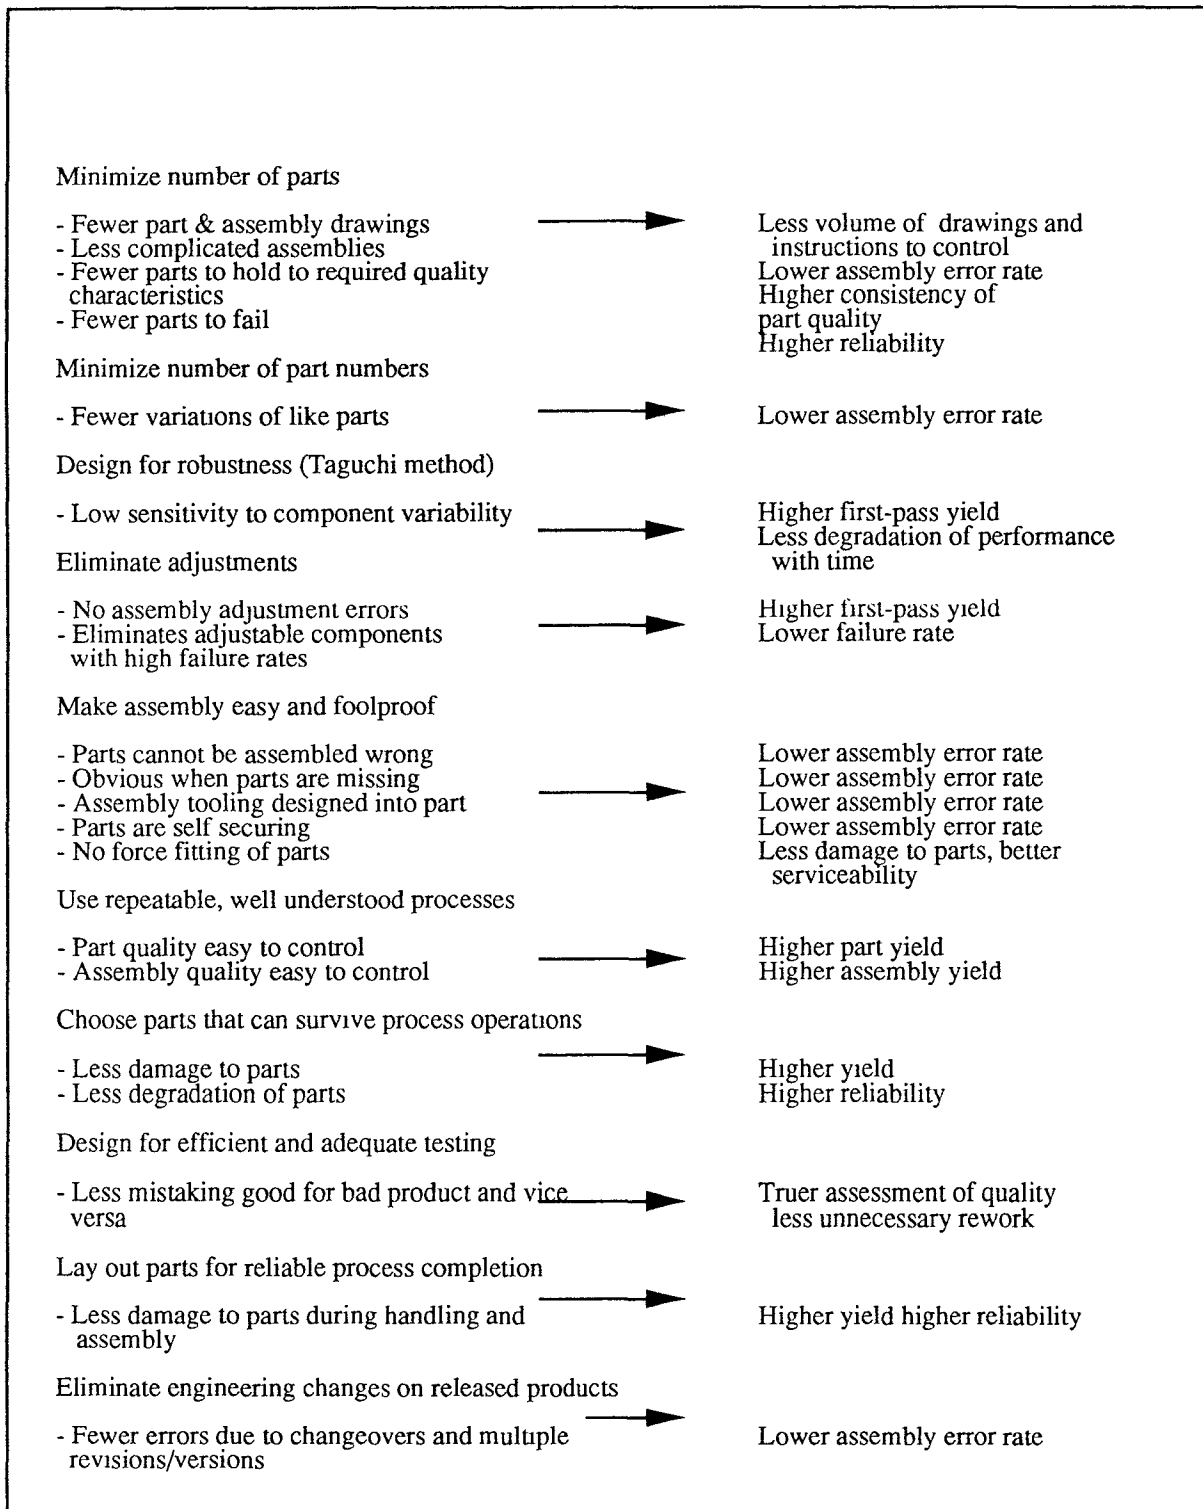 Minimize number of parts
- Fewer part & assembly drawings
- Less complicated assemblies
- Fewer parts to hold to required quality
characteristics
- Fewer parts to fail
Less volume of drawings and
instructions to control
Lower assembly error rate
Higher consistency of
part quality
Higher reliability
Minimize number of part numbers
- Fewer variations of like parts
Lower assembly error rate
Design for robustness (Taguchi method)
- Low sensitivity to component variability
Higher first-pass yield
Less degradation of performance
with time
Eliminate adjustments
- No assembly adjustment errors
- Eliminates adjustable components
with high failure rates
Higher first-pass yield
Lower failure rate
Make assembly easy and foolproof
- Parts cannot be assembled wrong
- Obvious when parts are missing
- Assembly tooling designed into part
- Parts are self securing
- No force fitting of parts
Lower assembly error rate
Lower assembly error rate
Lower assembly error rate
Lower assembly error rate
Less damage to parts, better
serviceability
Use repeatable, well understood processes
- Part quality easy to control
- Assembly quality easy to control
Higher part yield
Higher assembly yield
Choose parts that can survive process operations
- Less damage to parts
- Less degradation of parts
Higher yield
Higher reliability
Design for efficient and adequate testing
- Less mistaking good for bad product and vice
versa
Truer assessment of quality
less unnecessary rework
Lay out parts for reliable process completion
- Less damage to parts during handling and
assembly
Higher yield higher reliability
Eliminate engineering changes on released products
- Fewer errors due to changeovers and multiple
revisions/versions
Lower assembly error rate